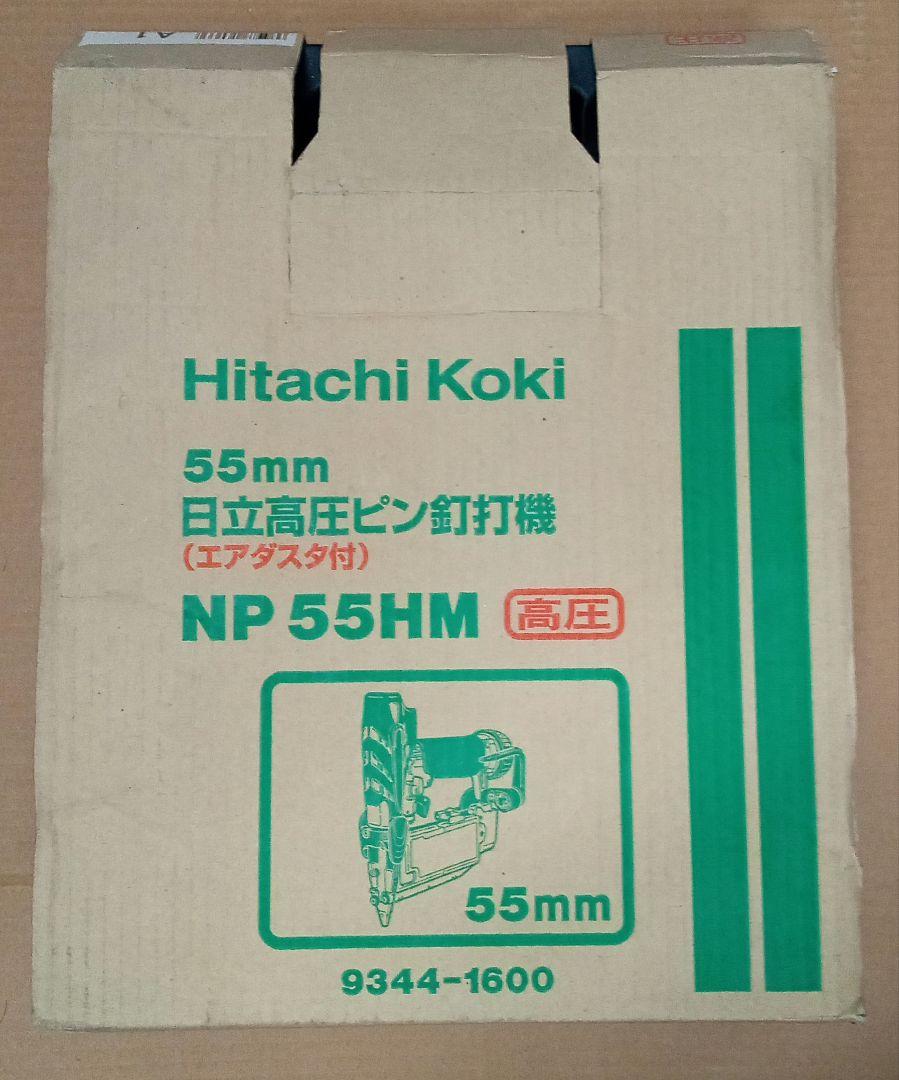 Hitachi Koki
55mm
日立高圧ピン釘打機
(エアダスタ付)
NP 55HM 高圧
55mm
9344-1600